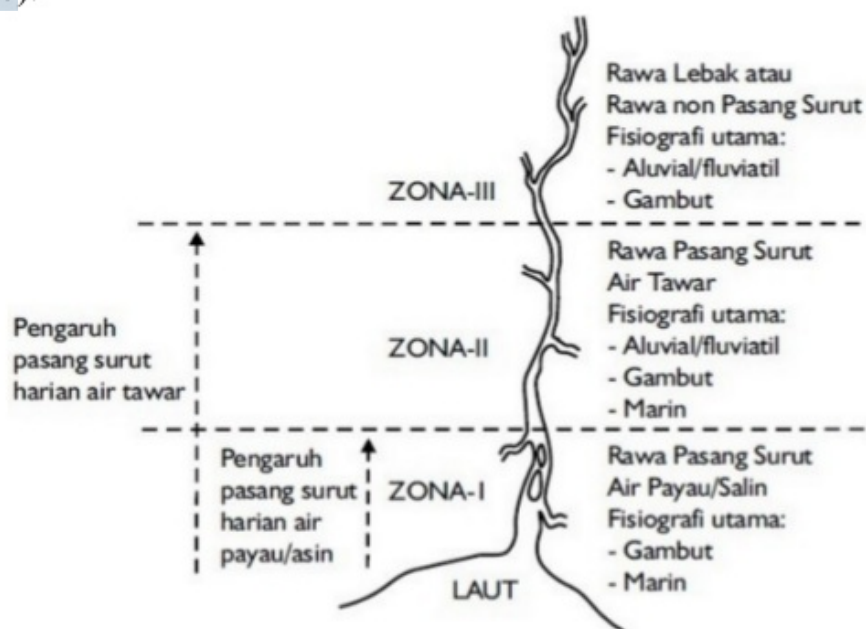 Rawa Lebak atau
Rawa non Pasang Surut
Fisiografi utama:
- Aluvial/fluviatil
- Gambut
ZONA-III
Rawa Pasang Surut
Air Tawar
Fisiografi utama:
- Aluvial/fluviatil
- Gambut
- Marin
ZONA-II
Pengaruh
pasang surut
harian air tawar
Pengaruh
pasang surut
harian air
payau/asin
ZONA-I
Rawa Pasang Surut
Air Payau/Salin
Fisiografi utama:
- Gambut
- Marin
LAUT